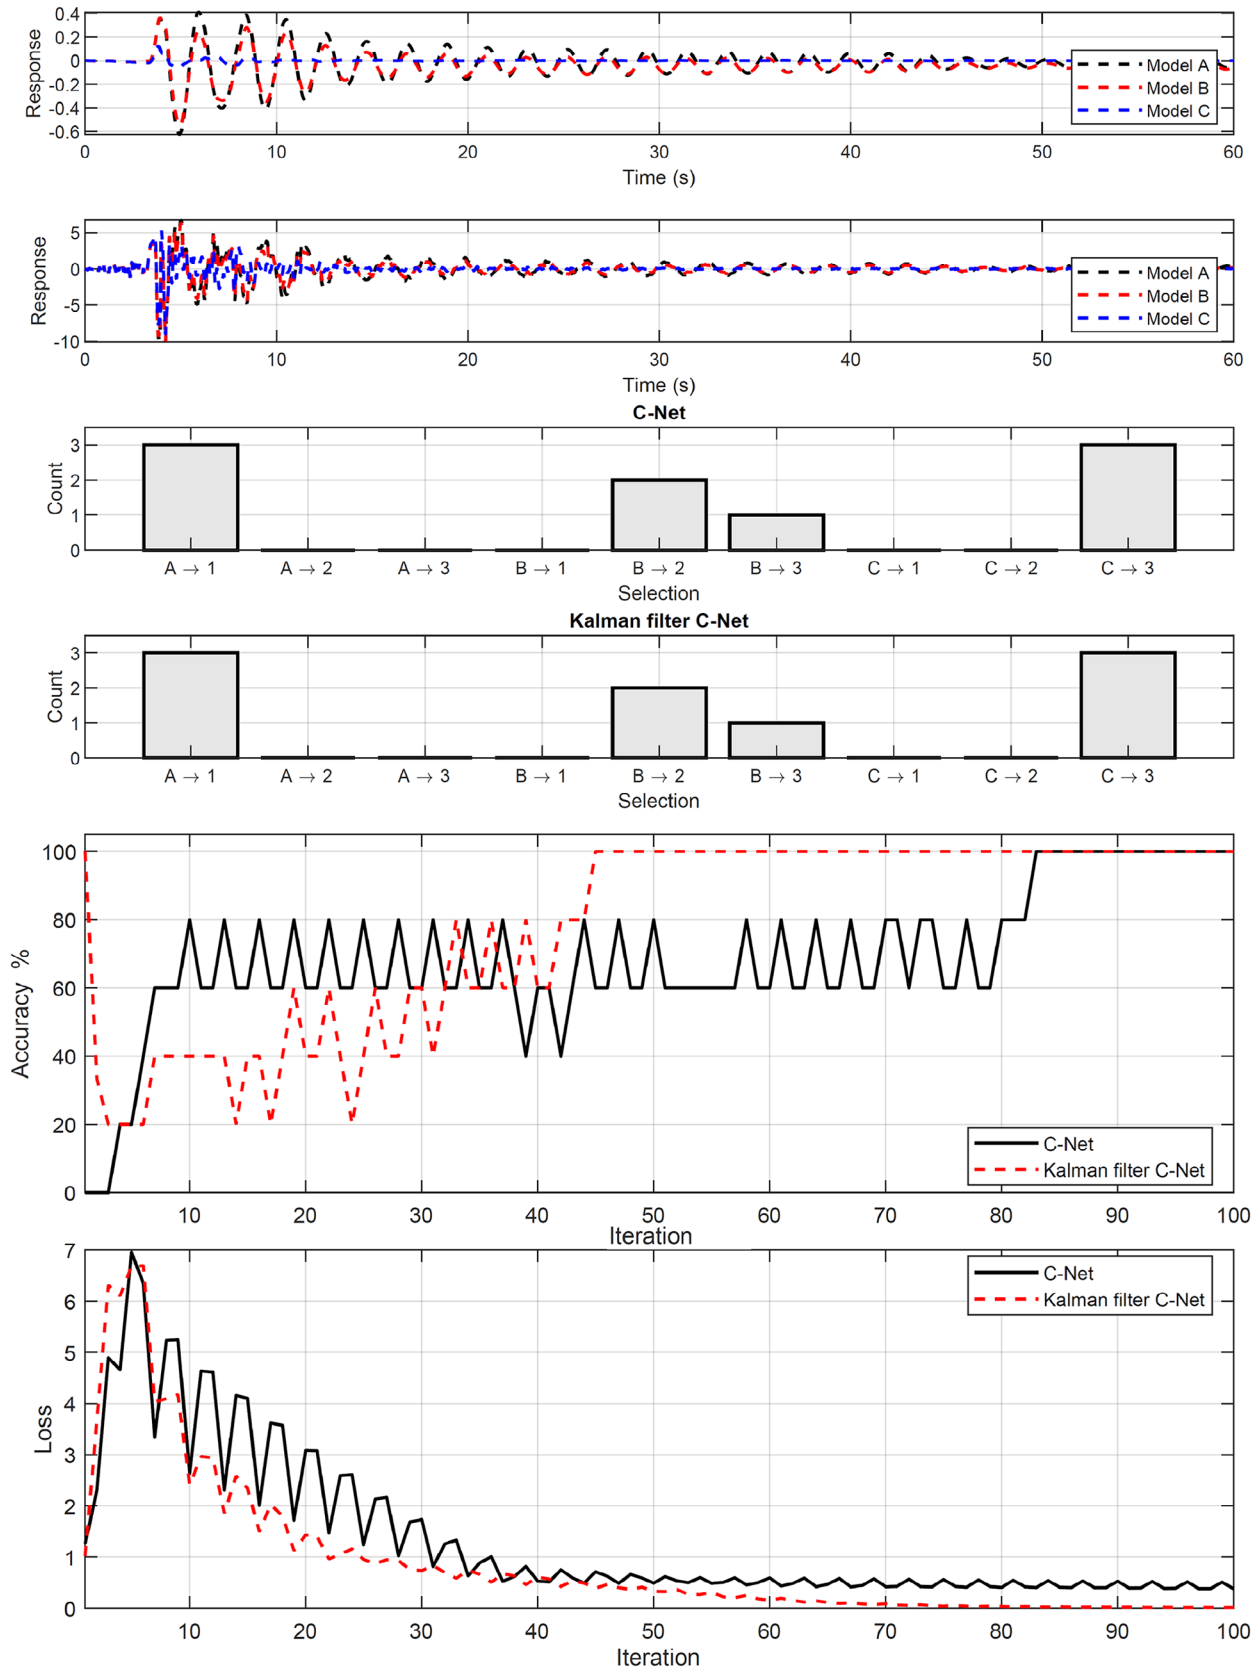 0.4
0.2
0
-0.2
-0.4
-0.6
Response
Model A
Model B
Model C
0 10 20 30 40 50 60
Time (s)
5
0
-5
-10
Response
Model A
Model B
Model C
0 10 20 30 40 50 60
Time (s)
C-Net
3
2
1
0
Count
A → 1 A → 2 A → 3 B → 1 B → 2 B → 3 C → 1 C → 2 C → 3
Selection
Kalman filter C-Net
3
2
1
0
Count
A → 1 A → 2 A → 3 B → 1 B → 2 B → 3 C → 1 C → 2 C → 3
Selection
100
80
60
40
20
0
Accuracy %
C-Net
Kalman filter C-Net
10 20 30 40 50 60 70 80 90 100
Iteration
7
6
5
4
3
2
1
0
Loss
C-Net
Kalman filter C-Net
10 20 30 40 50 60 70 80 90 100
Iteration